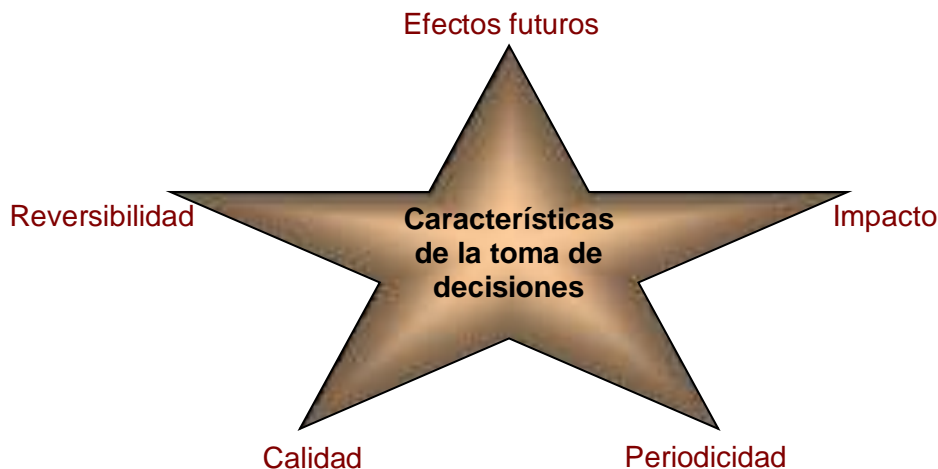 Efectos futuros
Reversibilidad
Características
de la toma de
decisiones
Impacto
Calidad
Periodicidad